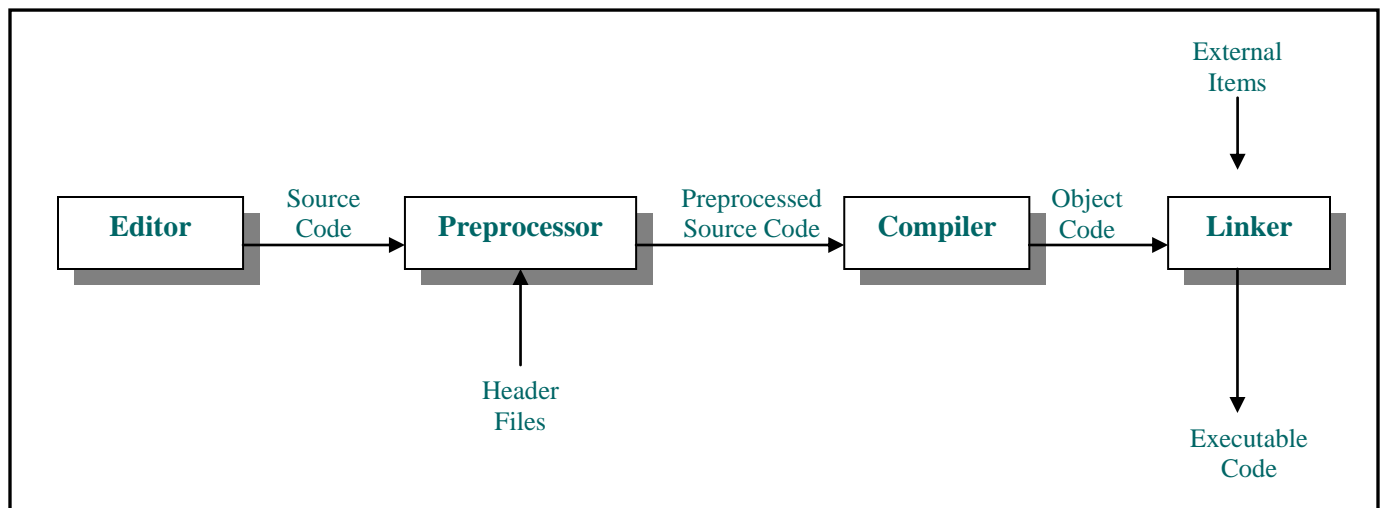 External
Items
Editor
Source
Code
Preprocessor
Preprocessed
Source Code
Compiler
Object
Code
Linker
Header
Files
Executable
Code